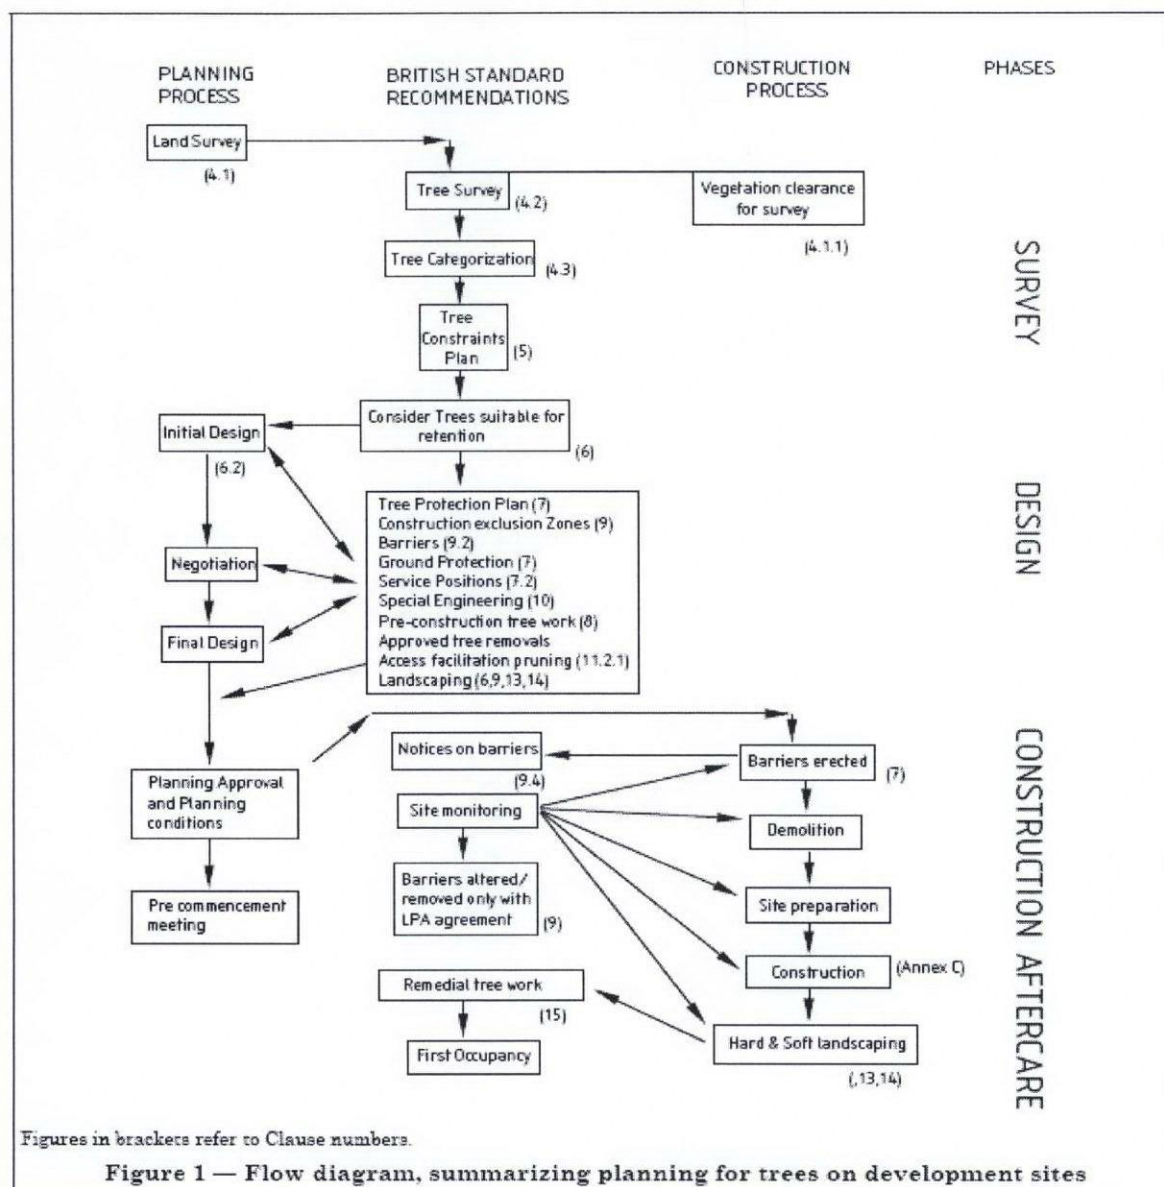 PLANNING
PROCESS
BRITISH STANDARD
RECOMMENDATIONS
CONSTRUCTION
PROCESS
PHASES
Land Survey
(4.1)
Tree Survey
(4.2)
Vegetation clearance
for survey
(4.1.1)
Tree Categorization
(4.3)
Tree
Constraints
Plan
(5)
SURVEY
Consider Trees suitable for
retention
(6)
Initial Design
(6.2)
Negotiation
Final Design
Tree Protection Plan (7)
Construction exclusion Zones (9)
Barriers (9.2)
Ground Protection (7)
Service Positions (7.2)
Special Engineering (10)
Pre-construction tree work (8)
Approved tree removals
Access facilitation pruning (11.2.1)
Landscaping (6,9,13,14)
DESIGN
Planning Approval
and Planning
conditions
Pre commencement
meeting
Notices on barriers
(9.4)
Site monitoring
Barriers altered/
removed only with
LPA agreement
(9)
Remedial tree work
(15)
First Occupancy
Barriers erected
(7)
Demolition
Site preparation
Construction
(Annex C)
Hard & Soft landscaping
(,13,14)
CONSTRUCTION AFTERCARE
Figures in brackets refer to Clause numbers.
Figure 1 — Flow diagram, summarizing planning for trees on development sites